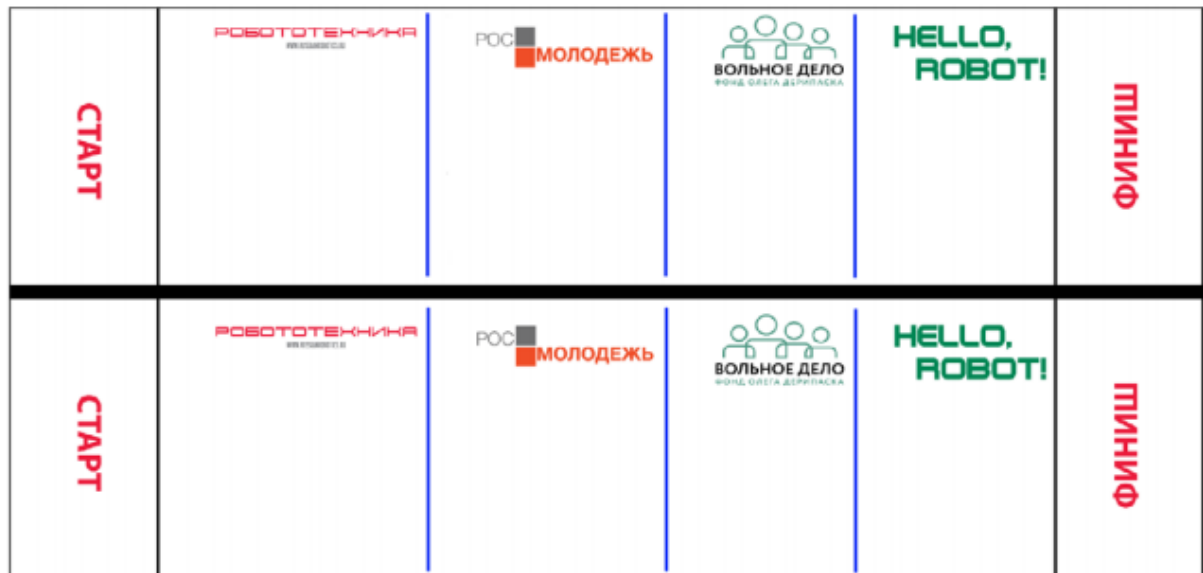 СТАРТ
РОБОТОТЕХНИКА
РОС
МОЛОДЕЖЬ
ВОЛЬНОЕ ДЕЛО
ФОНД ОЛЕГА ДЕРИПАСКА
HELLO,
ROBOT!
ФИНИШ
СТАРТ
РОБОТОТЕХНИКА
РОС
МОЛОДЕЖЬ
ВОЛЬНОЕ ДЕЛО
ФОНД ОЛЕГА ДЕРИПАСКА
HELLO,
ROBOT!
ФИНИШ